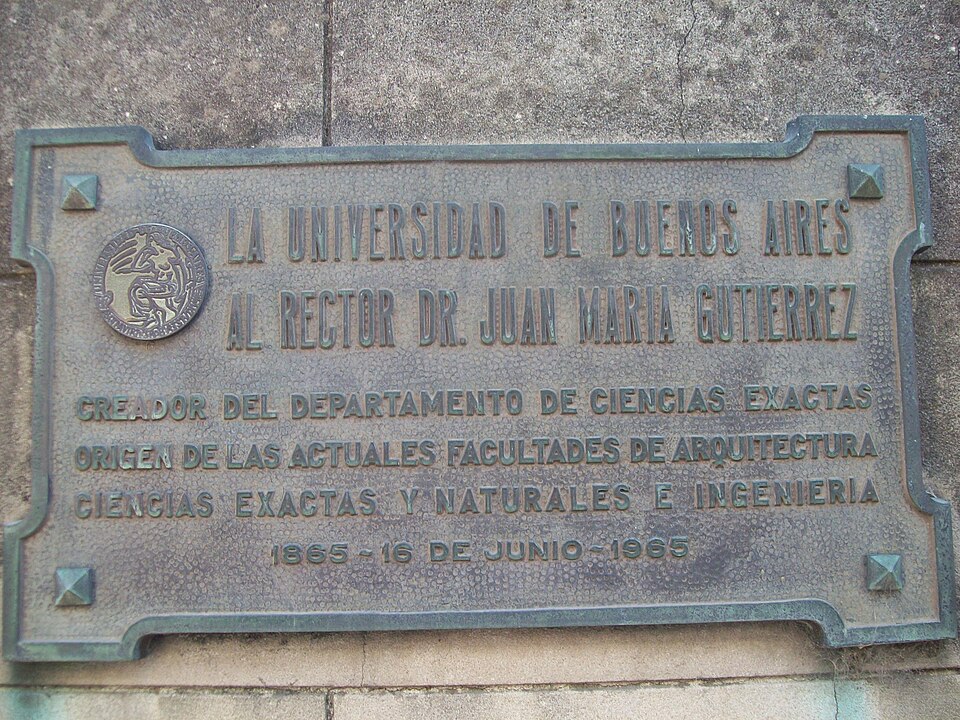 LA UNIVERSIDAD DE BUENOS AIRES
AL RECTOR DR. JUAN MARIA GUTIERREZ
CREADOR DEL DEPARTAMENTO DE CIENCIAS EXACTAS
ORIGEN DE LAS ACTUALES FACULTADES DE ARQUITECTURA
CIENCIAS EXACTAS Y NATURALES E INGENIERIA
1865 - 16 DE JUNIO - 1965